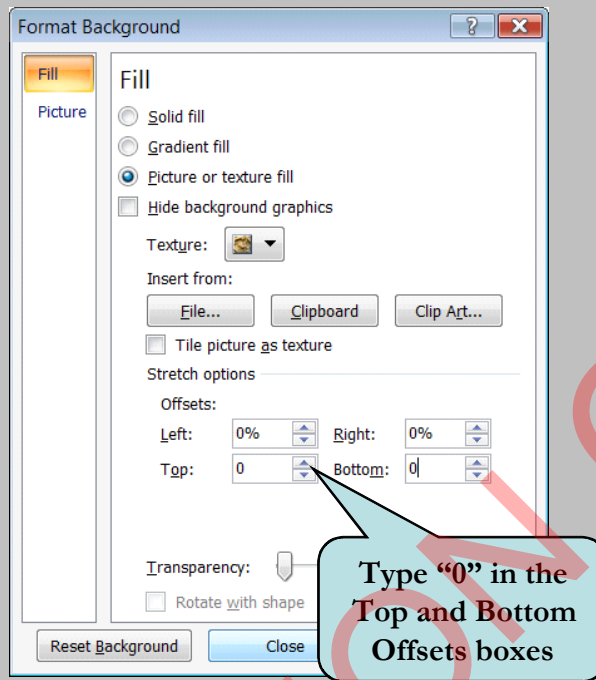 Format Background
Fill
Picture
Fill
Solid fill
Gradient fill
Picture or texture fill
Hide background graphics
Texture:
Insert from:
File... Clipboard Clip Art...
Tile picture as texture
Stretch options
Offsets:
Left: 0% Right: 0%
Top: 0 Bottom: 0
Transparency:
Rotate with shape
Reset Background Close
Type “0” in the
Top and Bottom
Offsets boxes